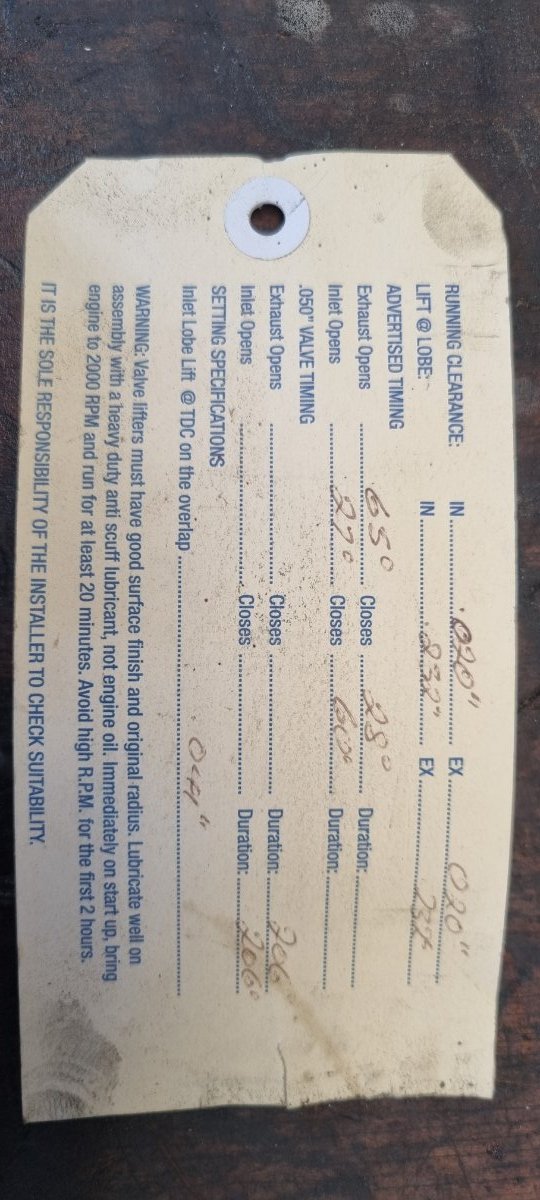 RUNNING CLEARANCE: IN .020" EX .020"
LIFT @ LOBE: IN .232" EX .232"
ADVERTISED TIMING
Exhaust Opens 65° Closes 25° Duration:
Inlet Opens 27° Closes 60° Duration:
.050" VALVE TIMING
Exhaust Opens Closes Duration: 206
Inlet Opens Closes Duration: 206°
SETTING SPECIFICATIONS
Inlet Lobe Lift @ TDC on the overlap .044"
WARNING: Valve lifters must have good surface finish and original radius. Lubricate well on
assembly with a heavy duty anti scuff lubricant, not engine oil. Immediately on start up, bring
engine to 2000 RPM and run for at least 20 minutes. Avoid high R.P.M. for the first 2 hours.
IT IS THE SOLE RESPONSIBILITY OF THE INSTALLER TO CHECK SUITABILITY.